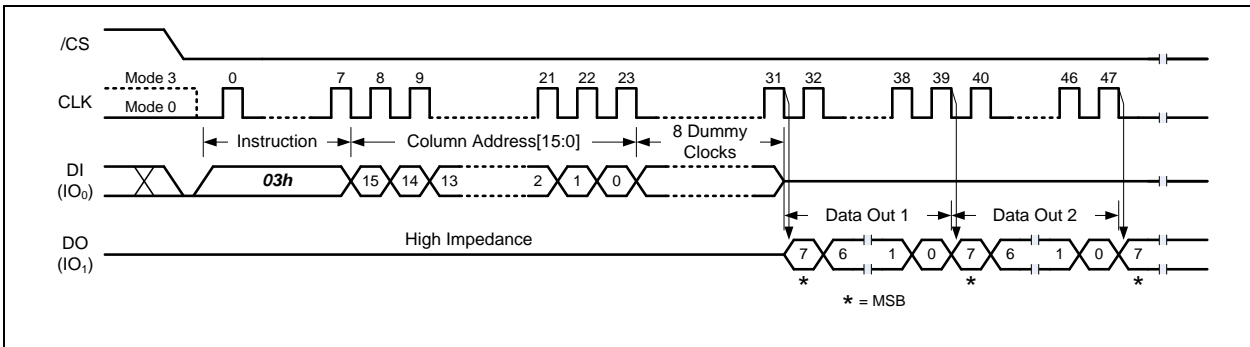 /CS
Mode 3 0 7 8 9 21 22 23 31 32 38 39 40 46 47
CLK Mode 0
Instruction Column Address[15:0] 8 Dummy
Clocks
DI
(IO0) 03h 15 14 13 2 1 0
Data Out 1 Data Out 2
DO
(IO1) High Impedance 7 6 1 0 7 6 1 0 7
* * *
* = MSB